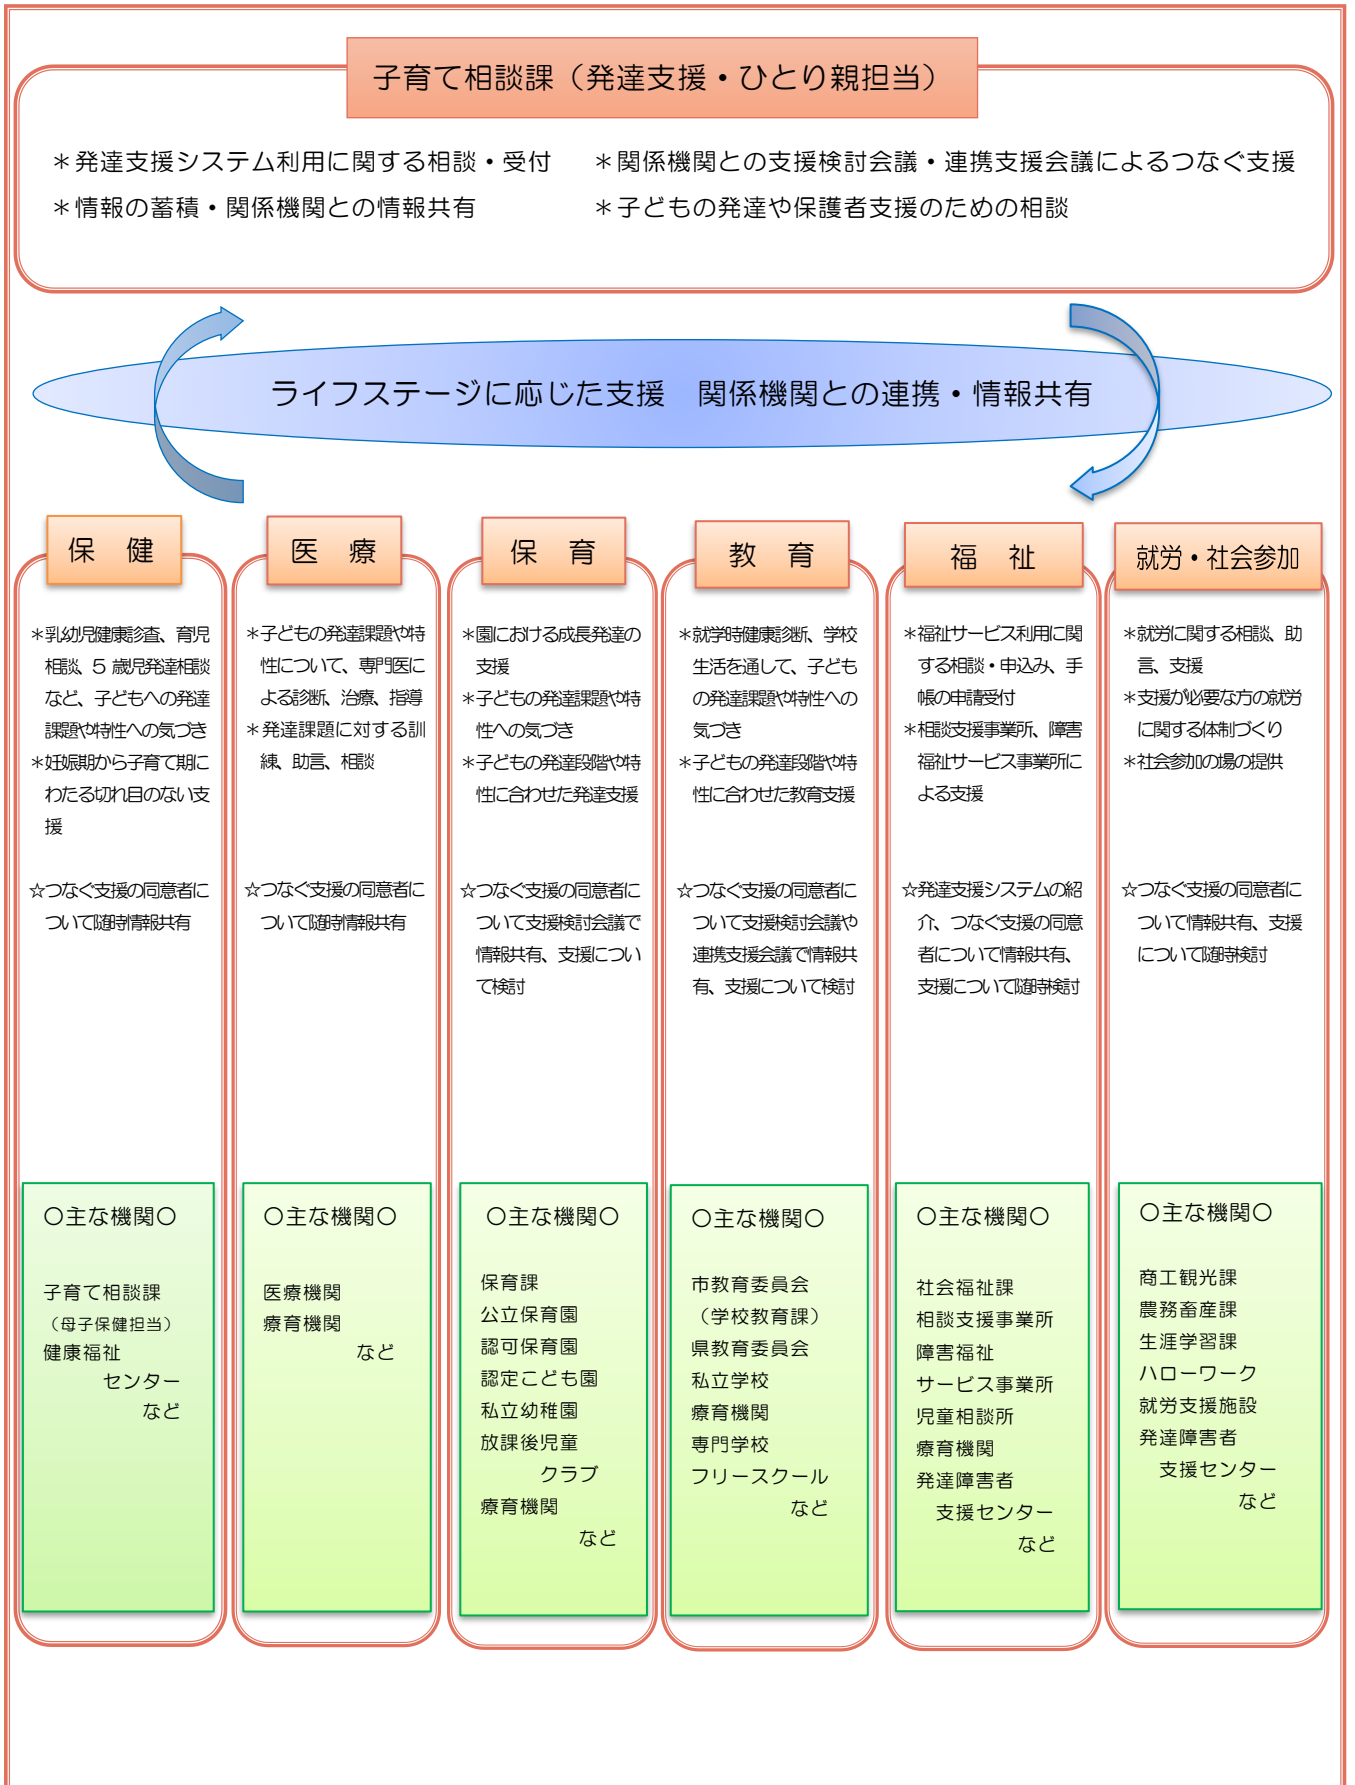 子育て相談課（発達支援・ひとり親担当）
＊発達支援システム利用に関する相談・受付　＊関係機関との支援検討会議・連携支援会議によるつなぐ支援
＊情報の蓄積・関係機関との情報共有　＊子どもの発達や保護者支援のための相談
ライフステージに応じた支援　関係機関との連携・情報共有
保　健
＊乳幼児健康診査、育児
相談、５歳児発達相談
など、子どもへの発達
課題や特性への気づき
＊妊娠期から子育て期に
わたる切れ目のない支
援
☆つなぐ支援の同意者に
ついて随時情報共有
〇主な機関〇
子育て相談課
（母子保健担当）
健康福祉
センター
など
医　療
＊子どもの発達課題や特
性について、専門医に
よる診断、治療、指導
＊発達課題に対する訓
練、助言、相談
☆つなぐ支援の同意者に
ついて随時情報共有
〇主な機関〇
医療機関
療育機関
など
保　育
＊園における成長発達の
支援
＊子どもの発達課題や特
性への気づき
＊子どもの発達段階や特
性に合わせた発達支援
☆つなぐ支援の同意者に
ついて支援検討会議で
情報共有、支援につい
て検討
〇主な機関〇
保育課
公立保育園
認可保育園
認定こども園
私立幼稚園
放課後児童
クラブ
療育機関
など
教　育
＊就学時健康診断、学校
生活を通して、子ども
の発達課題や特性への
気づき
＊子どもの発達段階や特
性に合わせた教育支援
☆つなぐ支援の同意者に
ついて支援検討会議や
連携支援会議で情報共
有、支援について検討
〇主な機関〇
市教育委員会
（学校教育課）
県教育委員会
私立学校
療育機関
専門学校
フリースクール
など
福　祉
＊福祉サービス利用に関
する相談・申込み、手
帳の申請受付
＊相談支援事業所、障害
福祉サービス事業所に
よる支援
☆発達支援システムの紹
介、つなぐ支援の同意
者について情報共有、
支援について随時検討
〇主な機関〇
社会福祉課
相談支援事業所
障害福祉
サービス事業所
児童相談所
療育機関
発達障害者
支援センター
など
就労・社会参加
＊就労に関する相談、助
言、支援
＊支援が必要な方の就労
に関する体制づくり
＊社会参加の場の提供
☆つなぐ支援の同意者に
ついて情報共有、支援
について随時検討
〇主な機関〇
商工観光課
農務畜産課
生涯学習課
ハローワーク
就労支援施設
発達障害者
支援センター
など